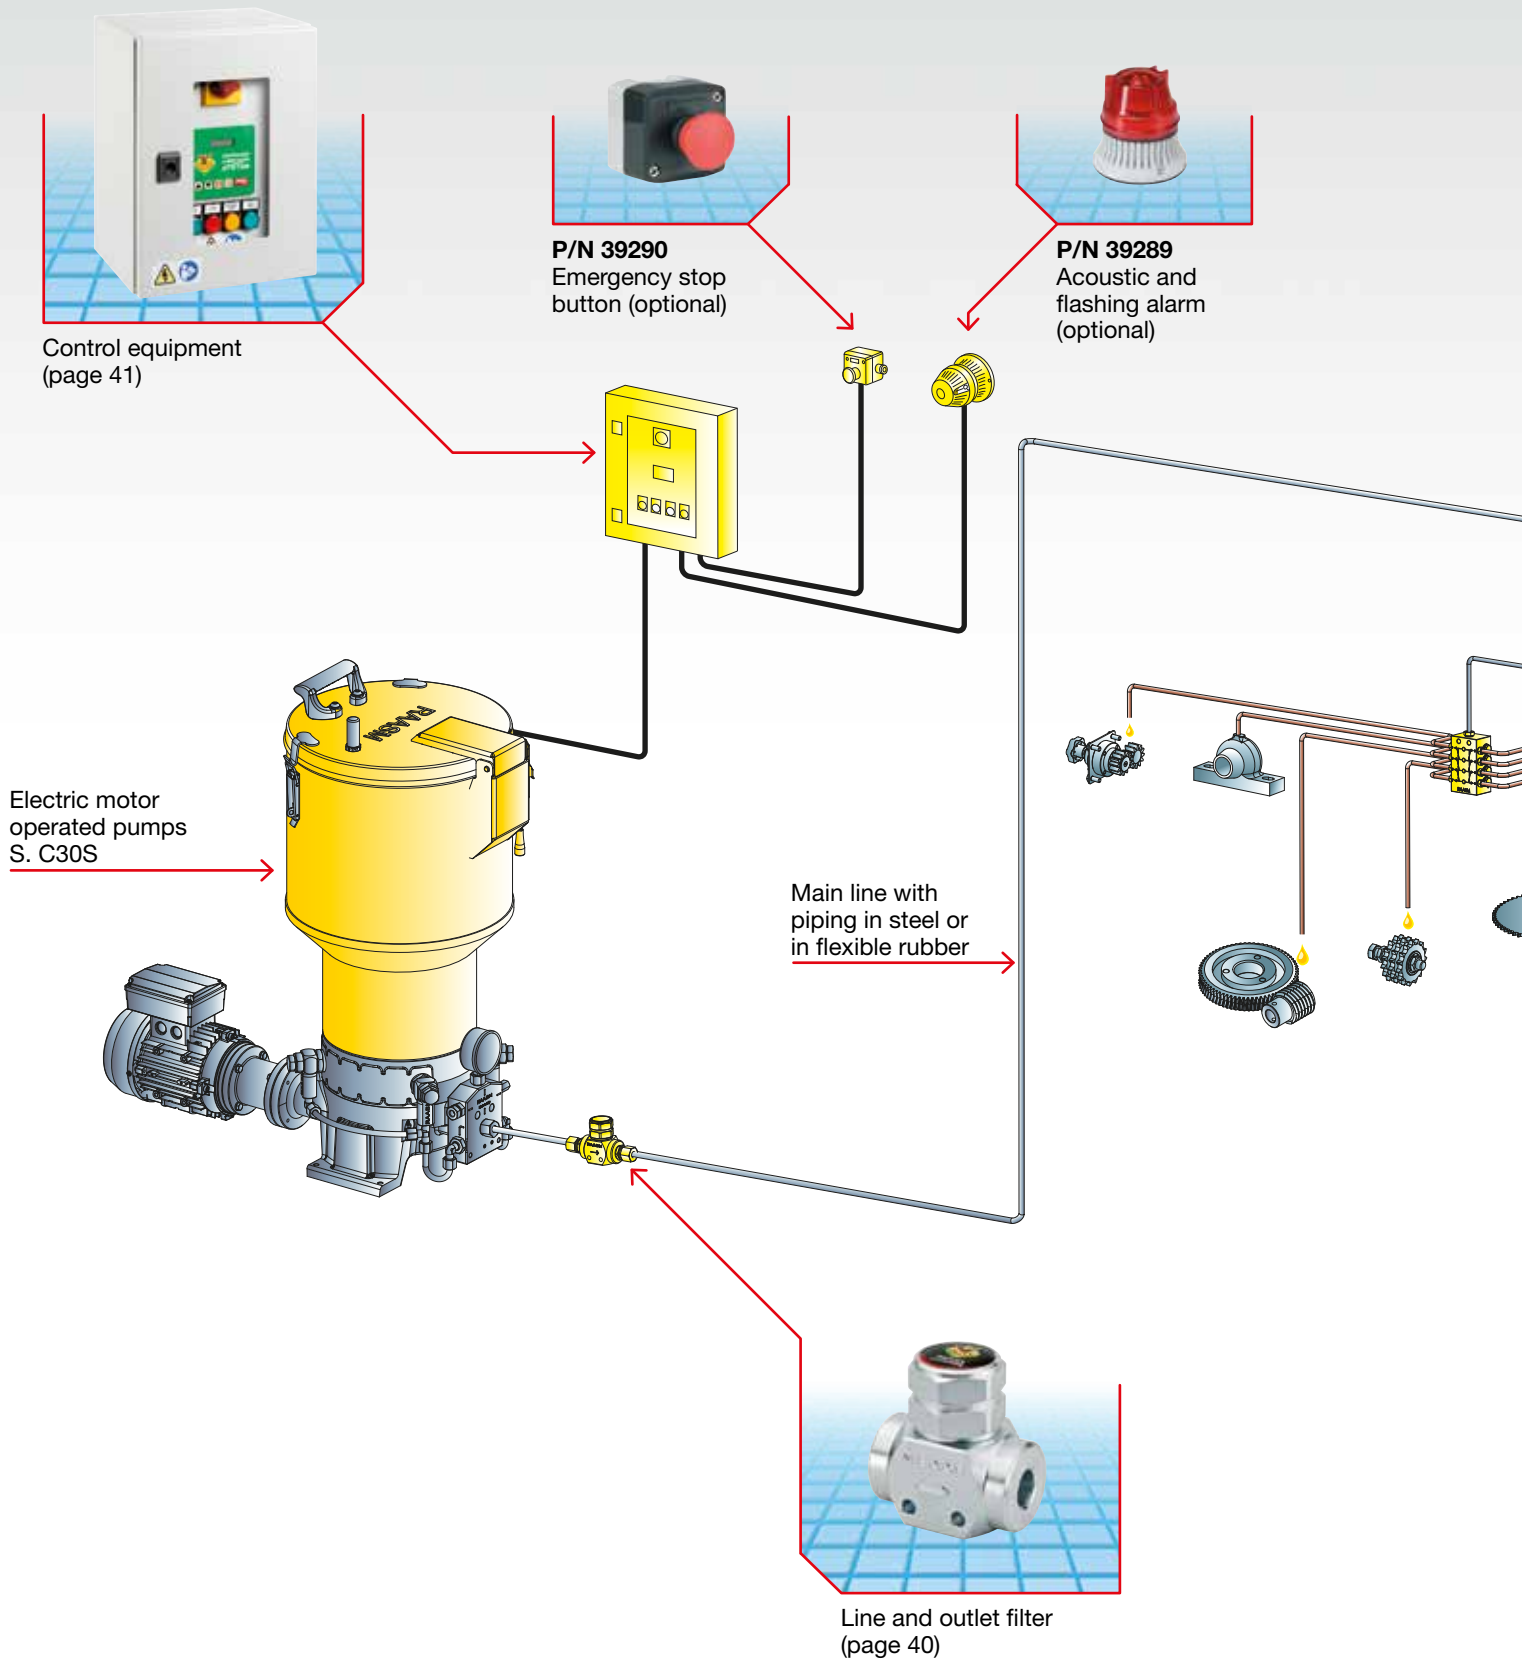 P/N 39290
Emergency stop
button (optional)
P/N 39289
Acoustic and
flashing alarm
(optional)
Control equipment
(page 41)
RAASM
Electric motor
operated pumps
S. C30S
Main line with
piping in steel or
in flexible rubber
Line and outlet filter
(page 40)